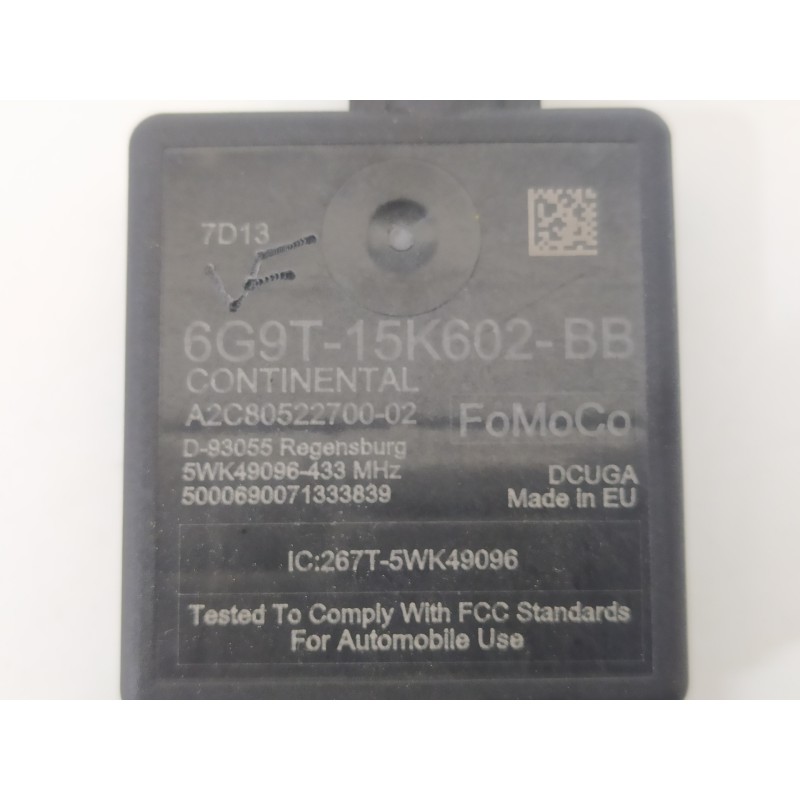 7D13
6G9T-15K602-BB
CONTINENTAL
A2C80522700-02
FoMoCo
D-93055 Regensburg
5WK49096-433 MHz
DCUGA
5000690071333839
Made in EU
IC:267T-5WK49096
Tested To Comply With FCC Standards
For Automobile Use